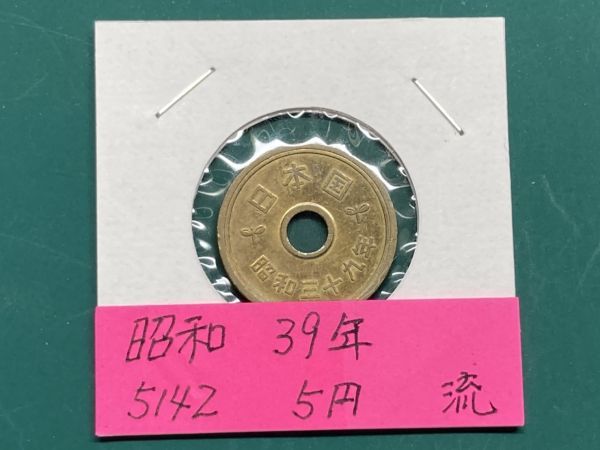 日本国
昭和三十九年
昭和 39年
5142 5円 流